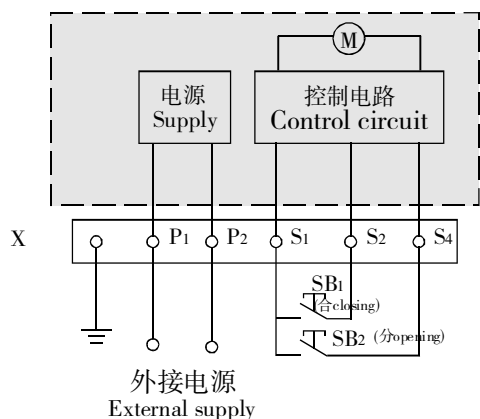 M
电源
Supply
控制电路
Control circuit
X
P1
P2
S1
S2
S4
SB1
(合closing)
SB2 (分opening)
外接电源
External supply